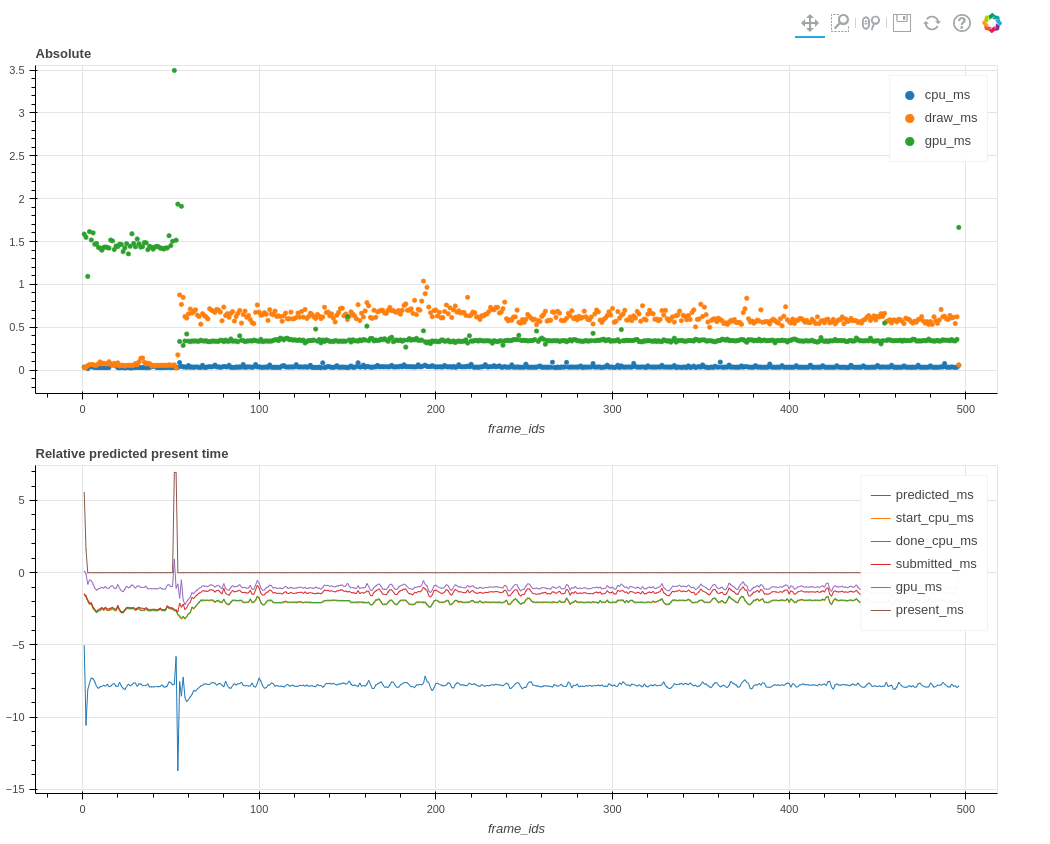 Absolute
3.5
3
2.5
2
1.5
1
0.5
0
cpu_ms
draw_ms
gpu_ms
0 100 200 300 400 500
frame_ids
Relative predicted present time
5
0
−5
−10
−15
predicted_ms
start_cpu_ms
done_cpu_ms
submitted_ms
gpu_ms
present_ms
0 100 200 300 400 500
frame_ids